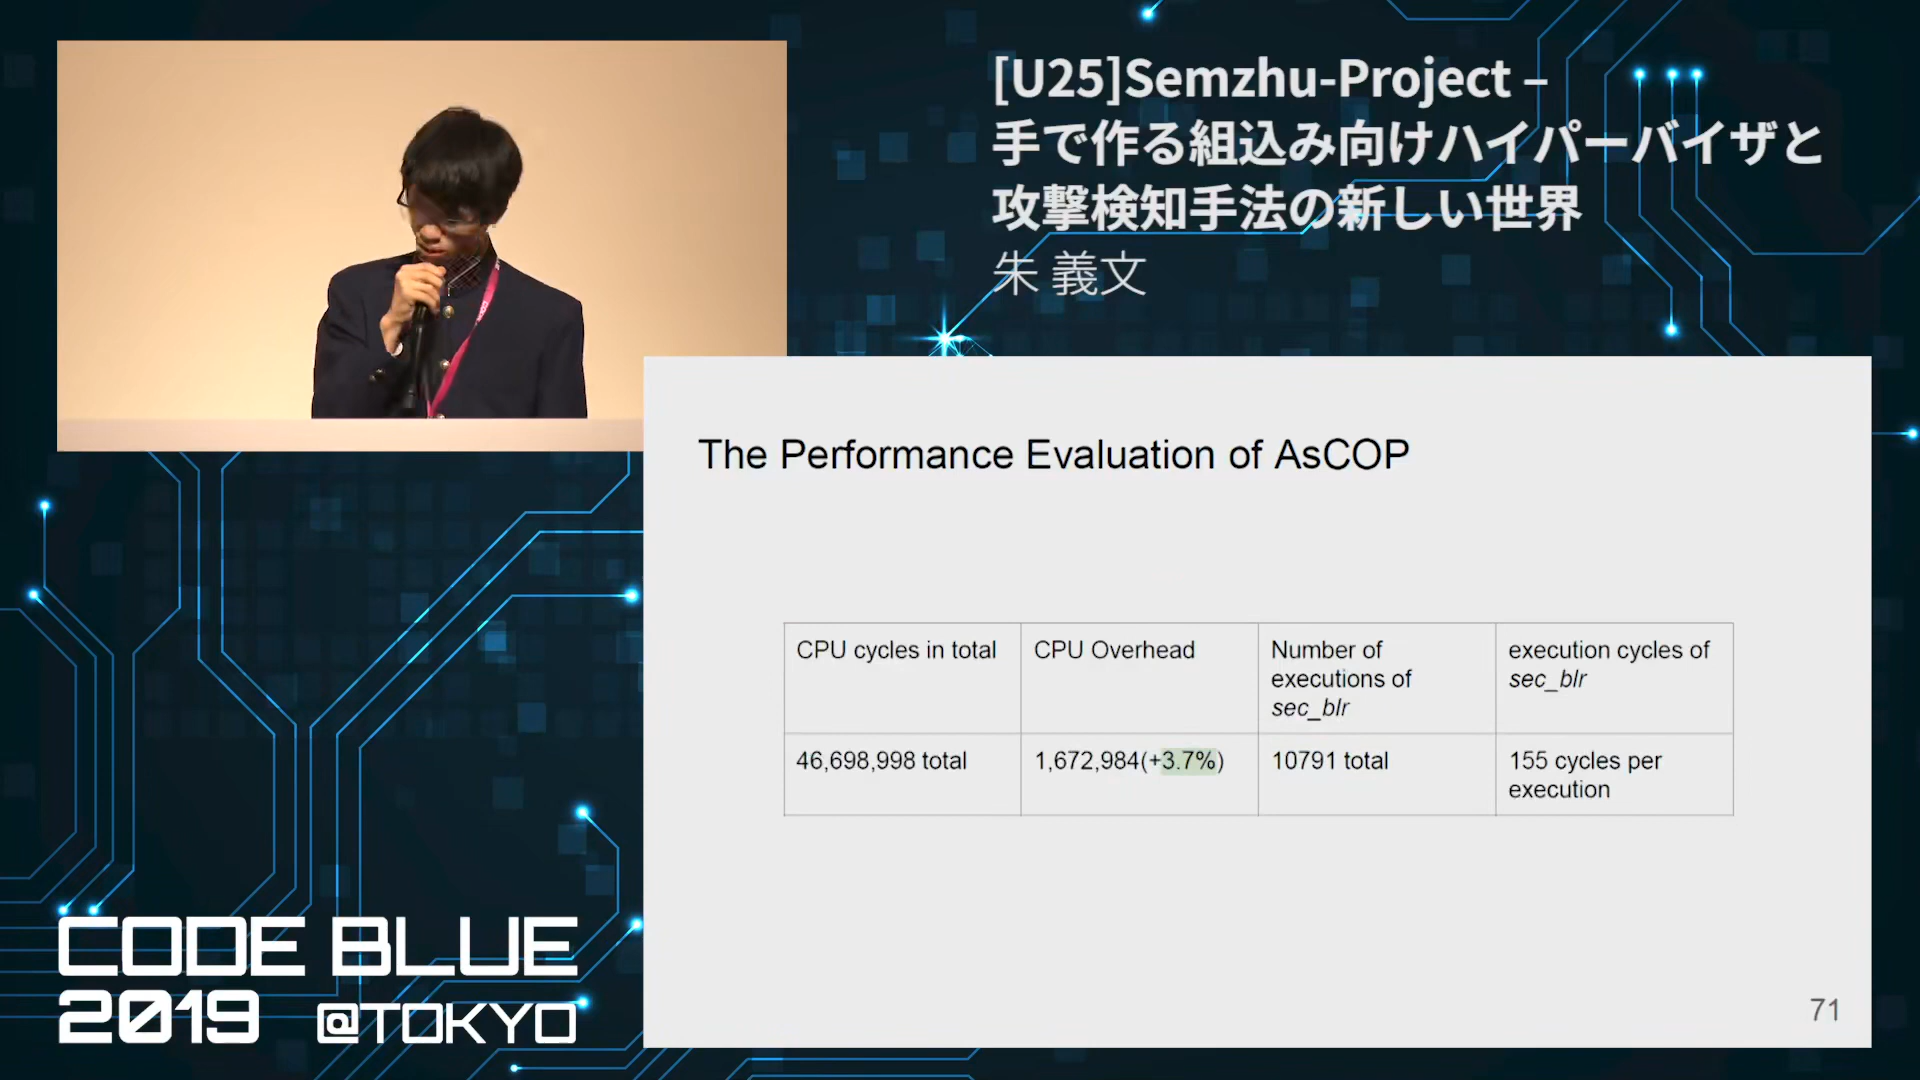 [U25]Semzhu-Project –
手で作る組込み向けハイパーバイザと
攻撃検知手法の新しい世界
朱 義文
The Performance Evaluation of AsCOP
CPU cycles in total
CPU Overhead
Number of
executions of
sec_blr
execution cycles of
sec_blr
46,698,998 total
1,672,984(+3.7%)
10791 total
155 cycles per
execution
71
CODE BLUE
2019 @TOKYO